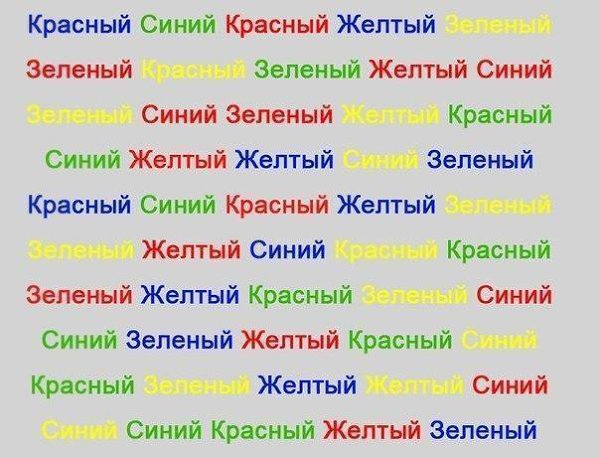 Красный Синий Красный Желтый Зеленый
Зеленый Красный Зеленый Желтый Синий
Зеленый Синий Зеленый Желтый Красный
Синий Желтый Желтый Синий Зеленый
Красный Синий Красный Желтый Зеленый
Зеленый Желтый Синий Красный Красный
Зеленый Желтый Красный Зеленый Синий
Синий Зеленый Желтый Красный Синий
Красный Зеленый Желтый Желтый Синий
Синий Синий Красный Желтый Зеленый